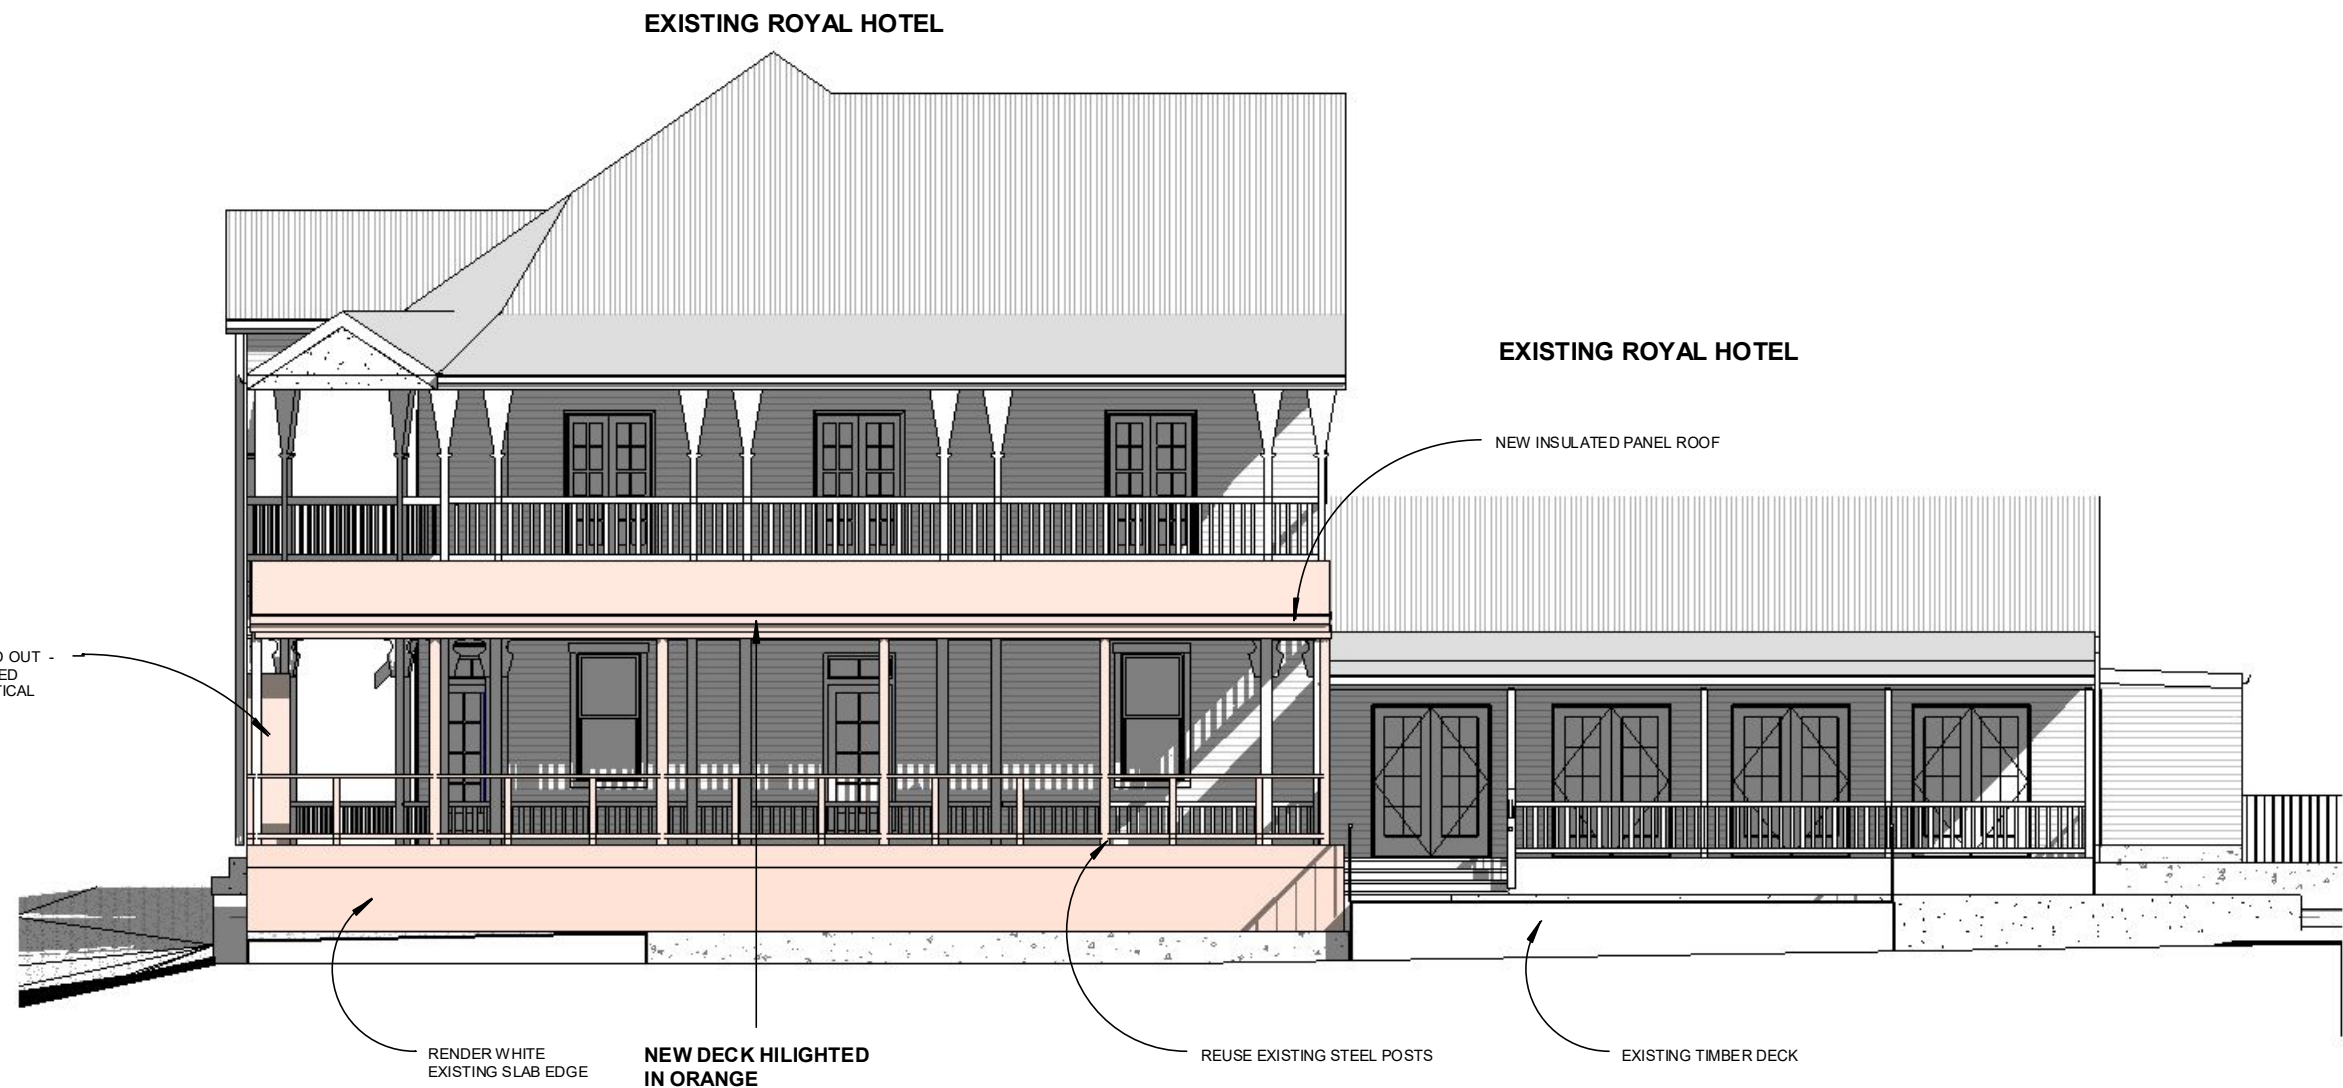 EXISTING ROYAL HOTEL
EXISTING ROYAL HOTEL
NEW INSULATED PANEL ROOF
OUT -
RENDER WHITE
EXISTING SLAB EDGE
NEW DECK HILIGHTED
IN ORANGE
REUSE EXISTING STEEL POSTS
EXISTING TIMBER DECK